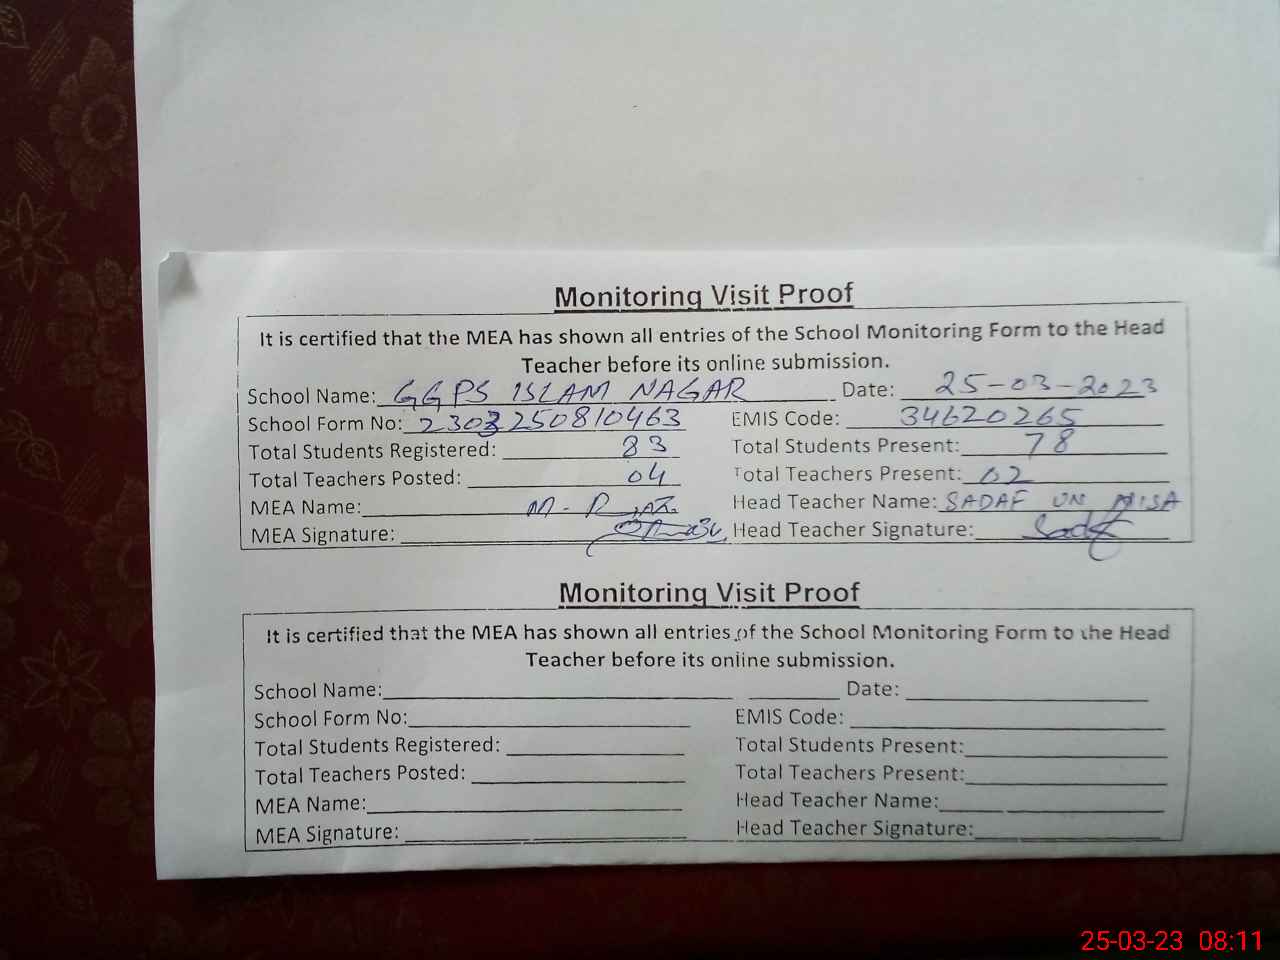 Monitoring Visit Proof
It is certified that the MEA has shown all entries of the School Monitoring Form to the Head
Teacher before its online submission.
School Name: GGPS ISLAM NAGAR Date: 25-03-2023
School Form No: 2303250810463 EMIS Code: 34620265
Total Students Registered: 83 Total Students Present: 78
Total Teachers Posted: 04 Total Teachers Present: 02
MEA Name: M. Head Teacher Name: SADAF UN NISA
MEA Signature: Head Teacher Signature: Sadaf
Monitoring Visit Proof
It is certified that the MEA has shown all entries of the School Monitoring Form to the Head
Teacher before its online submission.
School Name: Date:
School Form No: EMIS Code:
Total Students Registered: Total Students Present:
Total Teachers Posted: Total Teachers Present:
MEA Name: Head Teacher Name:
MEA Signature: Head Teacher Signature:
25-03-23 08:11